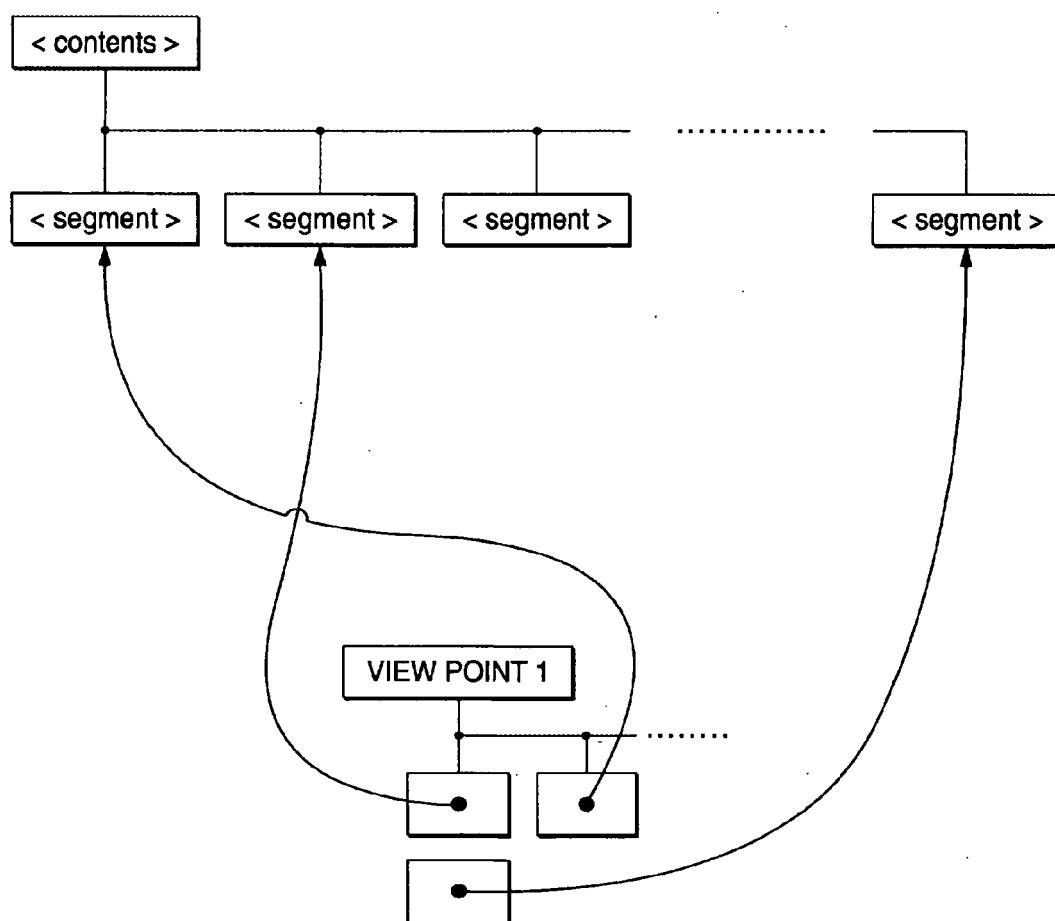 < contents >
< segment > < segment > < segment > < segment >
VIEW POINT 1